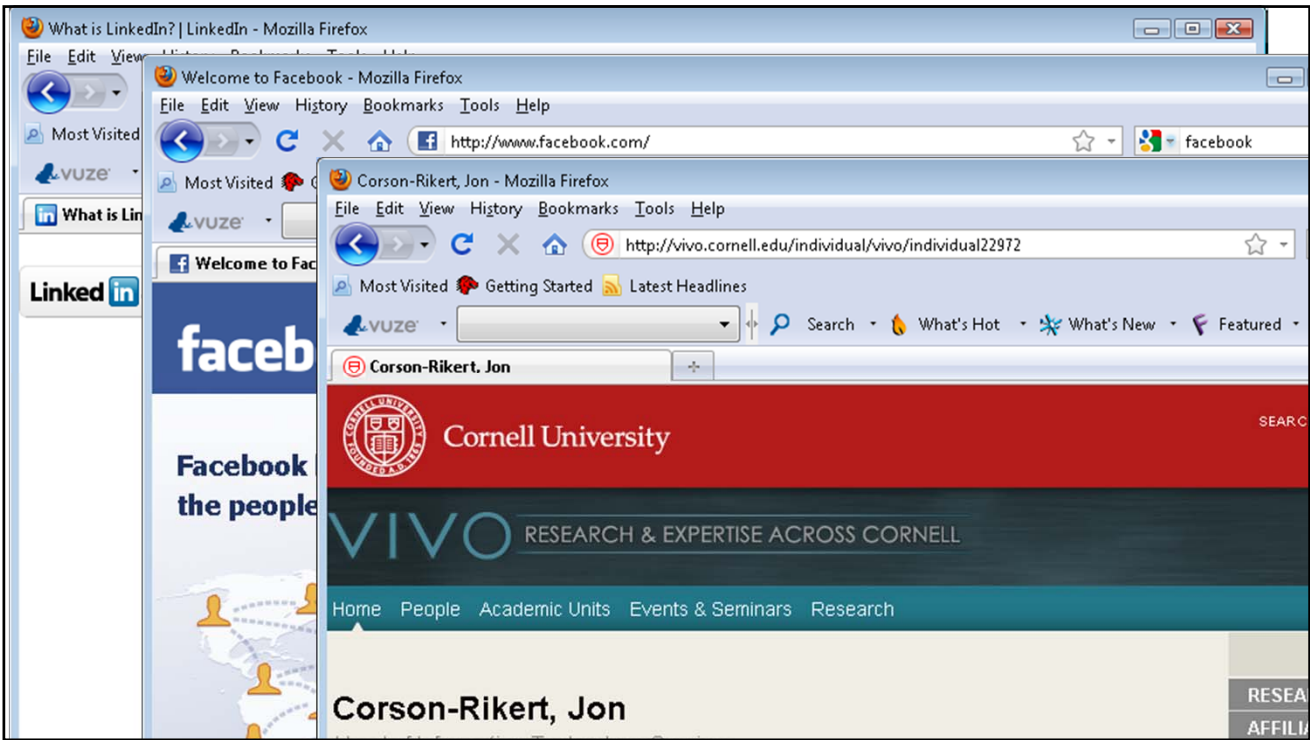 What is LinkedIn? | LinkedIn - Mozilla Firefox
File Edit View
Most Visited
vuze
What is Lin
Linked in
Welcome to Facebook - Mozilla Firefox
File Edit View History Bookmarks Tools Help
http://www.facebook.com/
facebook
Most Visited
vuze
Welcome to Fac
faceb
Facebook
the people
Corson-Rikert, Jon - Mozilla Firefox
File Edit View History Bookmarks Tools Help
http://vivo.cornell.edu/individual/vivo/individual22972
Most Visited Getting Started Latest Headlines
vuze Search What's Hot What's New Featured
Corson-Rikert, Jon
Cornell University
SEARC
VIVO RESEARCH & EXPERTISE ACROSS CORNELL
Home People Academic Units Events & Seminars Research
Corson-Rikert, Jon
RESEA
AFFILIA